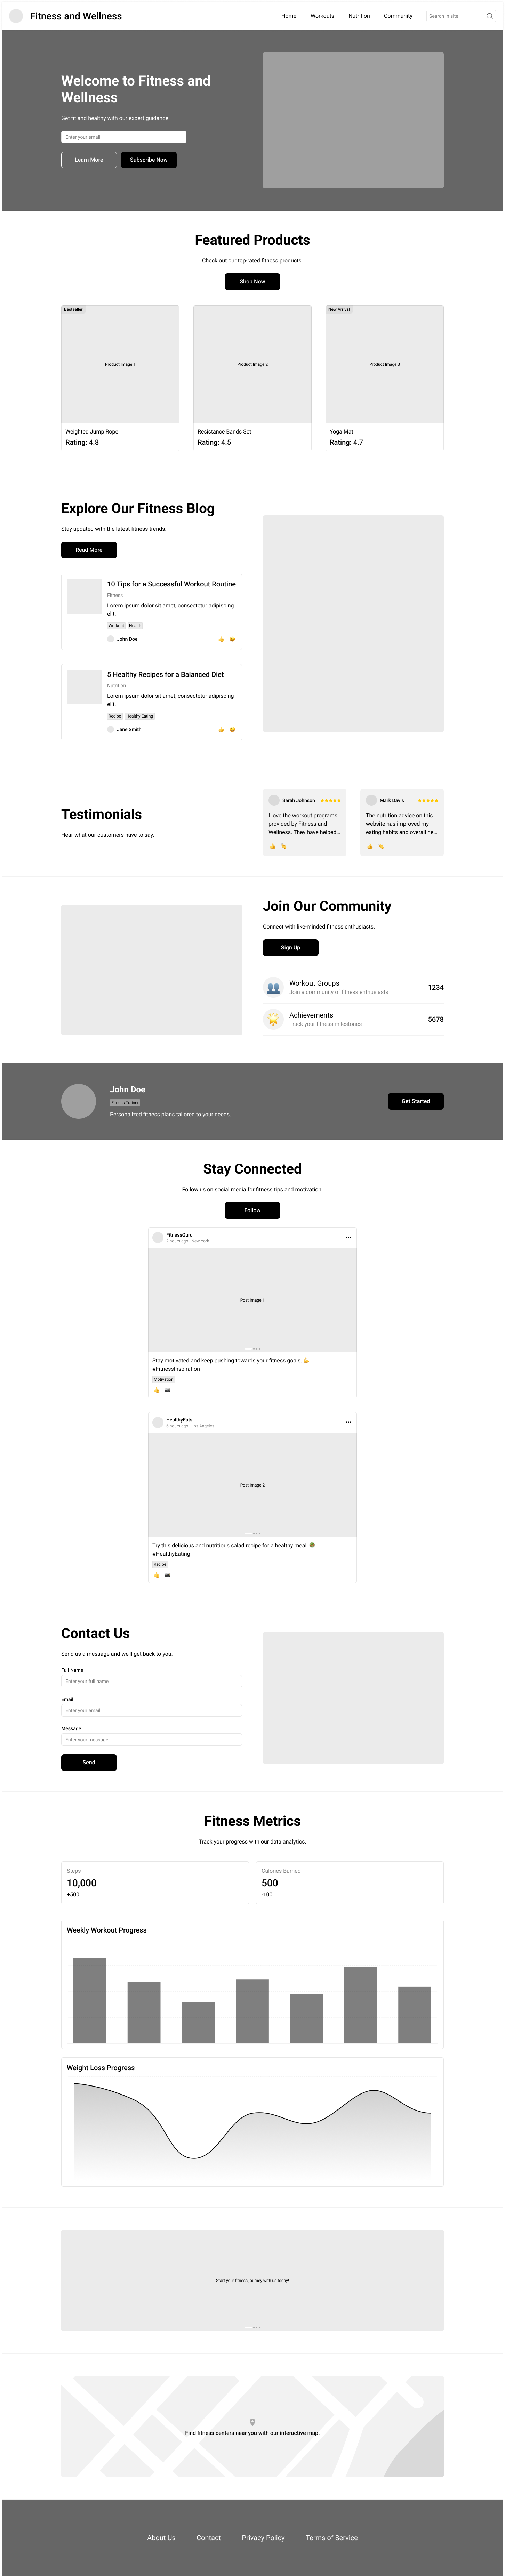 Fitness and Wellness
Home
Workouts
Nutrition
Community
Search in site
Welcome to Fitness and
Wellness
Get fit and healthy with our expert guidance.
Enter your email
Learn More
Subscribe Now
Featured Products
Check out our top-rated fitness products.
Shop Now
Bestseller
Product Image 1
Weighted Jump Rope
Rating: 4.8
Product Image 2
Resistance Bands Set
Rating: 4.5
New Arrival
Product Image 3
Yoga Mat
Rating: 4.7
Explore Our Fitness Blog
Stay updated with the latest fitness trends.
Read More
10 Tips for a Successful Workout Routine
Fitness
Lorem ipsum dolor sit amet, consectetur adipiscing
elit.
Workout
Health
John Doe
5 Healthy Recipes for a Balanced Diet
Nutrition
Lorem ipsum dolor sit amet, consectetur adipiscing
elit.
Recipe
Healthy Eating
Jane Smith
Testimonials
Hear what our customers have to say.
Sarah Johnson
I love the workout programs
provided by Fitness and
Wellness. They have helped...
Mark Davis
The nutrition advice on this
website has improved my
eating habits and overall he...
Join Our Community
Connect with like-minded fitness enthusiasts.
Sign Up
Workout Groups
Join a community of fitness enthusiasts
1234
Achievements
Track your fitness milestones
5678
John Doe
Fitness Trainer
Personalized fitness plans tailored to your needs.
Get Started
Stay Connected
Follow us on social media for fitness tips and motivation.
Follow
FitnessGuru
2 hours ago - New York
Post Image 1
Stay motivated and keep pushing towards your fitness goals. 💪
#FitnessInspiration
Motivation
HealthyEats
6 hours ago - Los Angeles
Post Image 2
Try this delicious and nutritious salad recipe for a healthy meal. 🥗
#HealthyEating
Recipe
Contact Us
Send us a message and we'll get back to you.
Full Name
Enter your full name
Email
Enter your email
Message
Enter your message
Send
Fitness Metrics
Track your progress with our data analytics.
Steps
10,000
+500
Calories Burned
500
-100
Weekly Workout Progress
Weight Loss Progress
Start your fitness journey with us today!
Find fitness centers near you with our interactive map.
About Us
Contact
Privacy Policy
Terms of Service